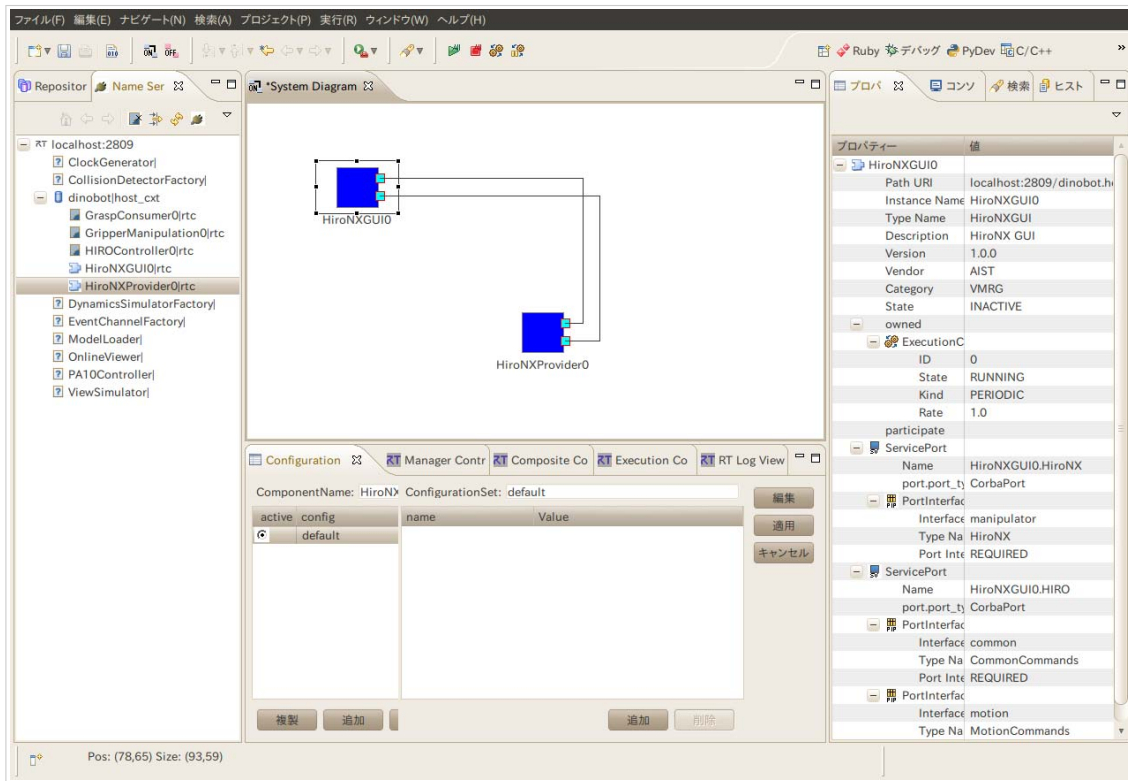 ファイル(F) 編集(E) ナビゲート(N) 検索(A) プロジェクト(P) 実行(R) ウィンドウ(W) ヘルプ(H)
Ruby デバッグ PyDev C/C++ »
Repositor Name Ser
localhost:2809
ClockGenerator|
CollisionDetectorFactory|
dinobot|host_cxt
GraspConsumer0|rtc
GripperManipulation0|rtc
HIROController0|rtc
HiroNXGUI0|rtc
HiroNXProvider0|rtc
DynamicsSimulatorFactory|
EventChannelFactory|
ModelLoader|
OnlineViewer|
PA10Controller|
ViewSimulator|
*System Diagram
HiroNXGUI0
HiroNXProvider0
Configuration RT Manager Contr RT Composite Co RT Execution Co RT RT Log View
ComponentName: HiroNX ConfigurationSet: default
active config name Value
default
編集
適用
キャンセル
複製 追加 追加 削除
プロパ コンソ 検索 ヒスト
プロパティー 値
HiroNXGUI0
Path URI localhost:2809/dinobot.h
Instance Name HiroNXGUI0
Type Name HiroNXGUI
Description HiroNX GUI
Version 1.0.0
Vendor AIST
Category VMRG
State INACTIVE
owned
ExecutionC
ID 0
State RUNNING
Kind PERIODIC
Rate 1.0
participate
ServicePort
Name HiroNXGUI0.HiroNX
port.port_ty CorbaPort
PortInterfac
Interface manipulator
Type Na HiroNX
Port Inte REQUIRED
ServicePort
Name HiroNXGUI0.HIRO
port.port_ty CorbaPort
PortInterfac
Interface common
Type Na CommonCommands
Port Inte REQUIRED
PortInterfac
Interface motion
Type Na MotionCommands
Pos: (78,65) Size: (93,59)